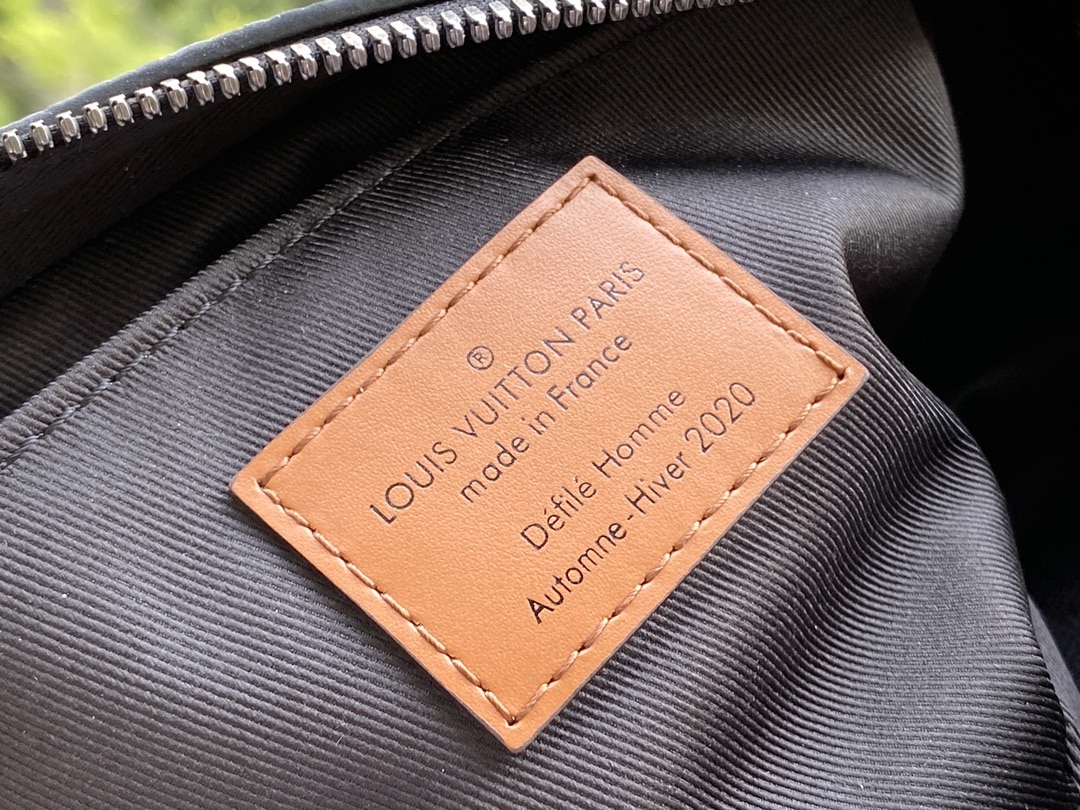 ®
LOUIS VUITTON PARIS
made in France
Défilé Homme
Automne-Hiver 2020